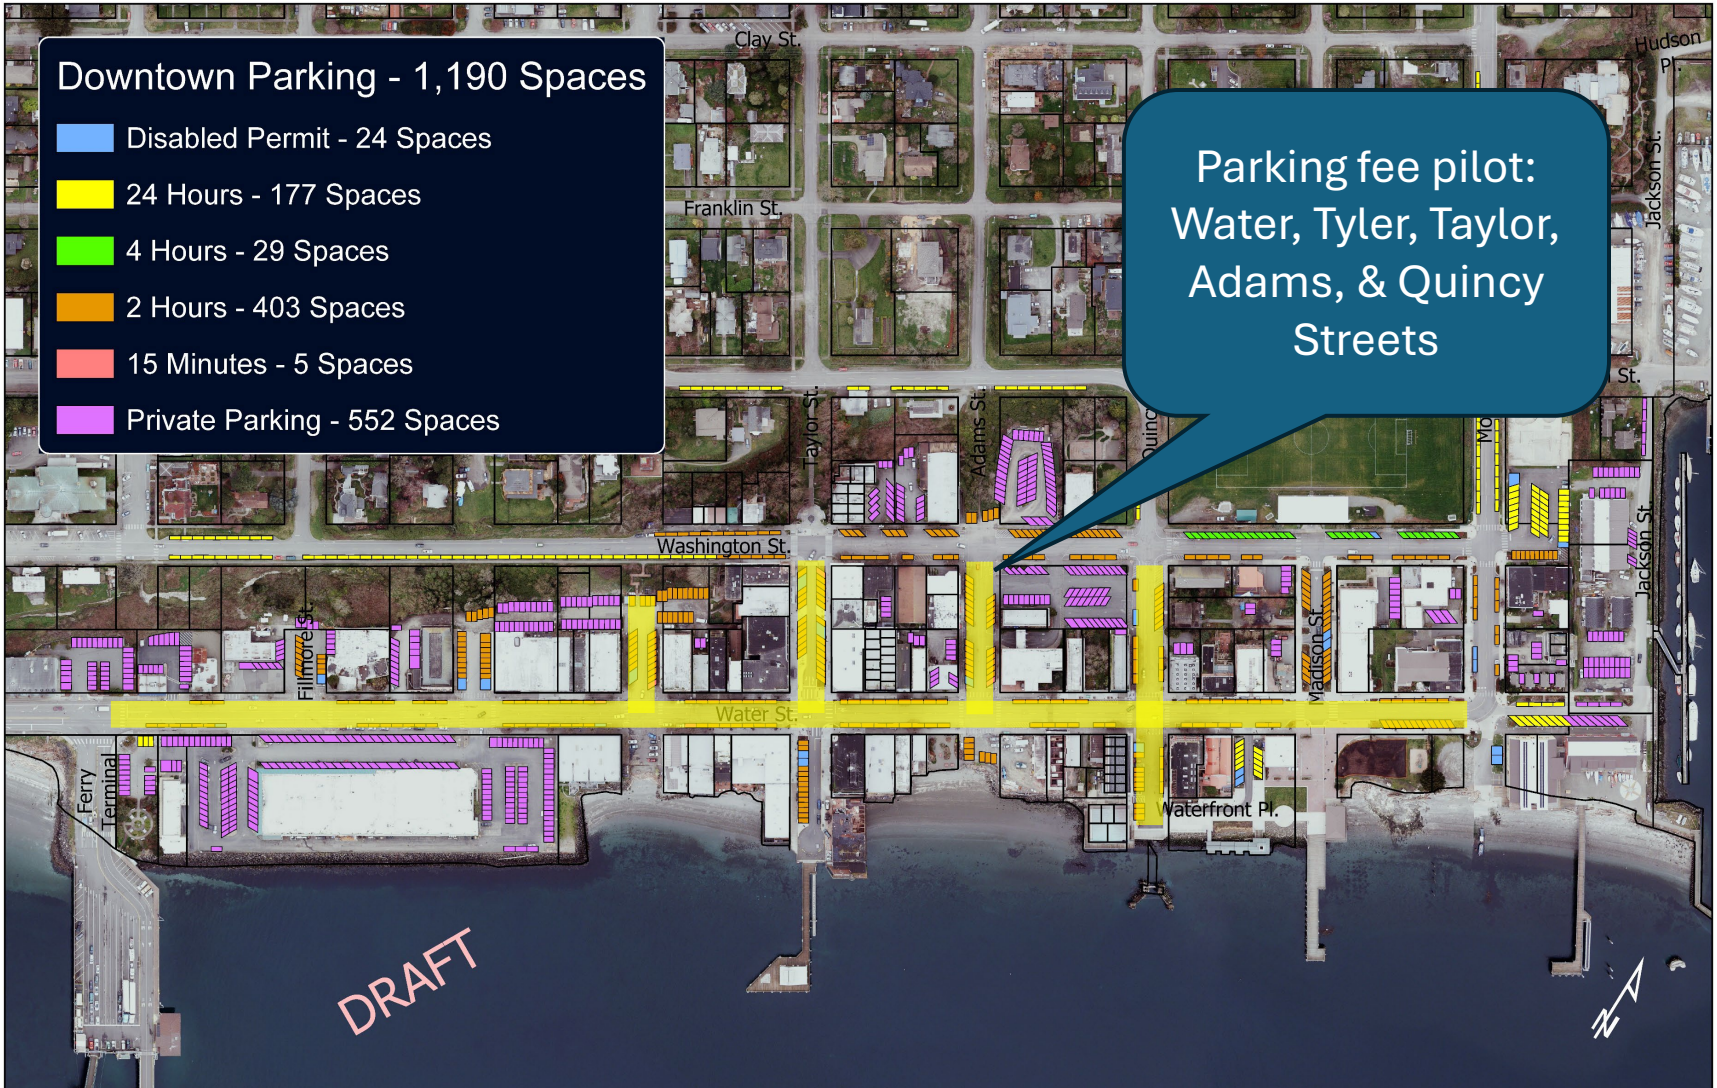 Clay St.
Hudson
Pl.
Downtown Parking - 1,190 Spaces
Disabled Permit - 24 Spaces
24 Hours - 177 Spaces
4 Hours - 29 Spaces
2 Hours - 403 Spaces
15 Minutes - 5 Spaces
Private Parking - 552 Spaces
Parking fee pilot:
Water, Tyler, Taylor,
Adams, & Quincy
Streets
Jackson St.
Franklin St.
l St.
Taylor St.
Adams St.
Quinc
Mo
Washington St.
Jackson St.
Fillmore St.
Madison St.
Water St.
Ferry
Terminal
Waterfront Pl.
DRAFT
N